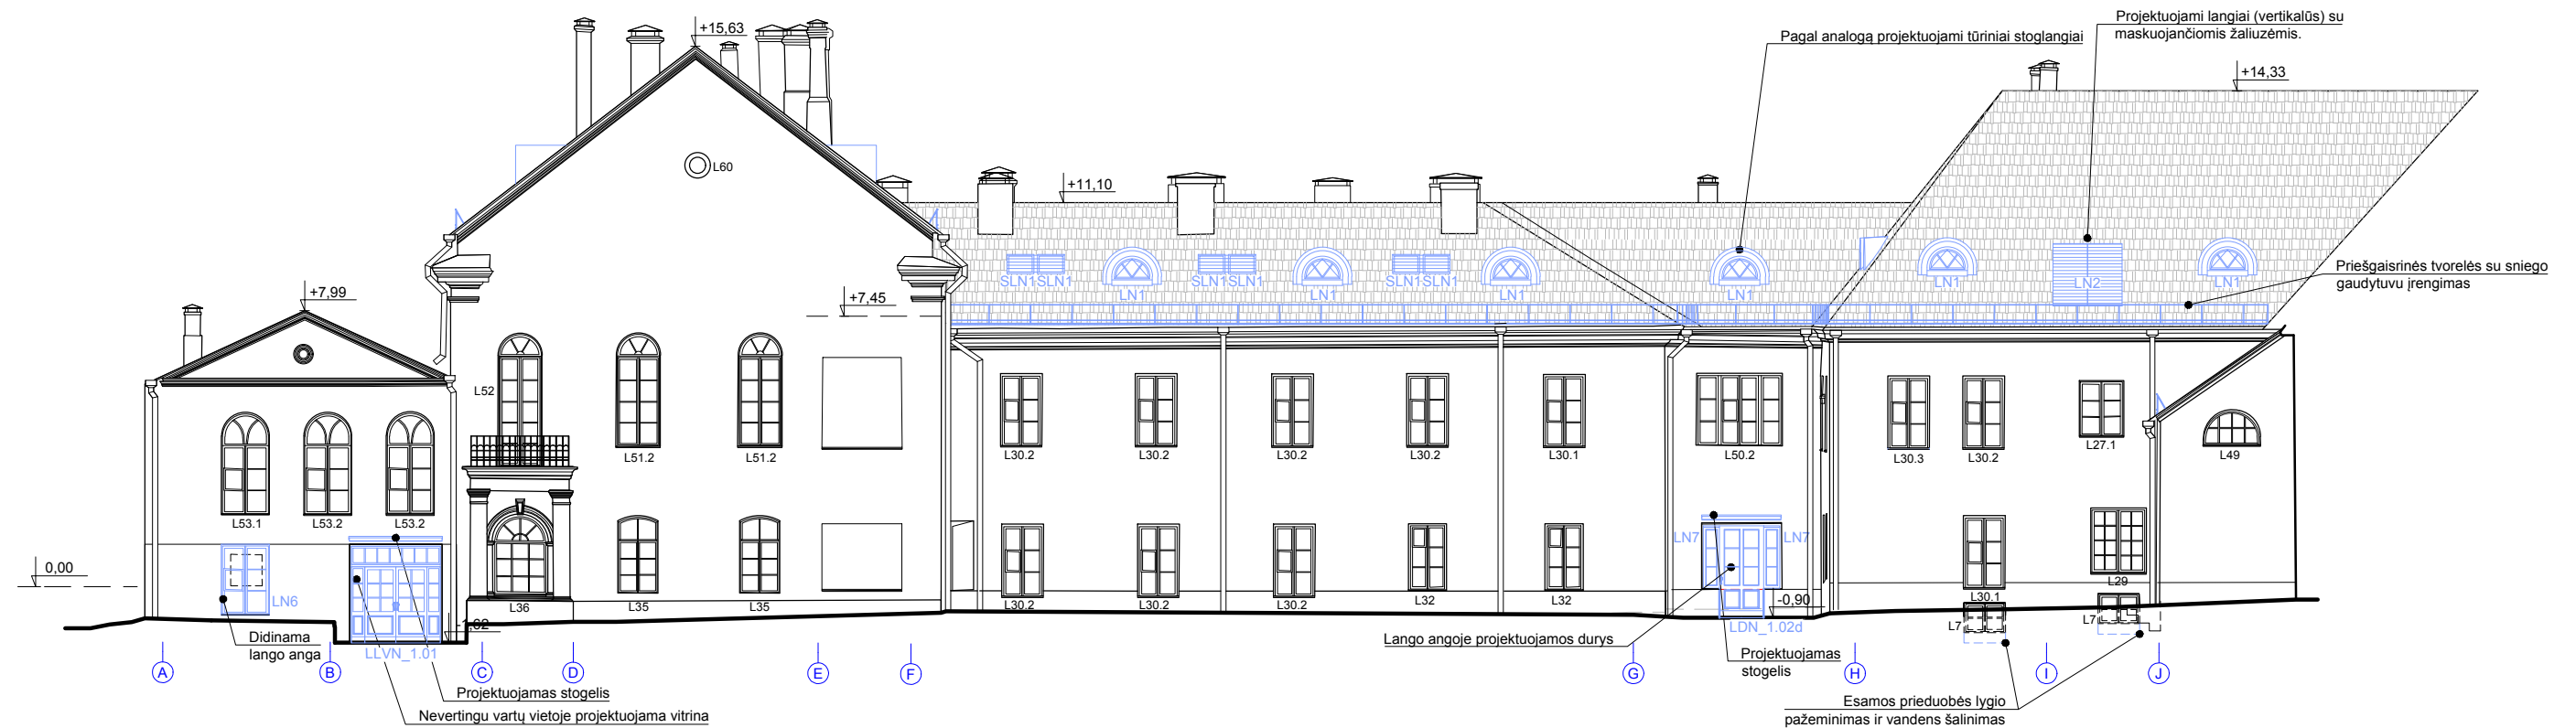 Projektuojami langiai (vertikalūs) su
maskuojančiomis žaliuzėmis.
+15,63
Pagal analogą projektuojami tūriniai stoglangiai
+14,33
L60
+11,10
SLN1 SLN1
LN1
SLN1 SLN1
LN1
SLN1 SLN1
LN1
LN1
LN1
LN2
LN1
Priešgaisrinės tvorelės su sniego
gaudytuvu įrengimas
+7,99
+7,45
L52
L51.2
L51.2
L30.2
L30.2
L30.2
L30.2
L30.1
L50.2
L30.3
L30.2
L27.1
L49
L53.1
L53.2
L53.2
LN7
LN7
0,00
LN6
L36
L35
L35
L30.2
L30.2
L30.2
L32
L32
-0,90
L30.1
L29
L7
L7
-1,62
LLVN_1.01
LDN_1.02d
Didinama
lango anga
Lango angoje projektuojamos durys
Projektuojamas
stogelis
A
B
C
D
E
F
G
H
I
J
Projektuojamas stogelis
Nevertingu vartų vietoje projektuojama vitrina
Esamos prieduobės lygio
pažeminimas ir vandens šalinimas